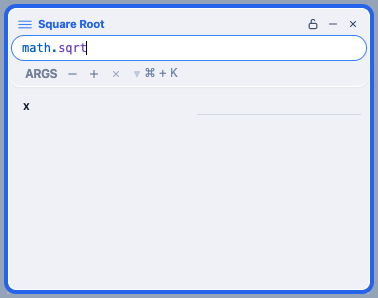 Square Root
math.sqrt
ARGS − + × ▼ ⌘ + K
x